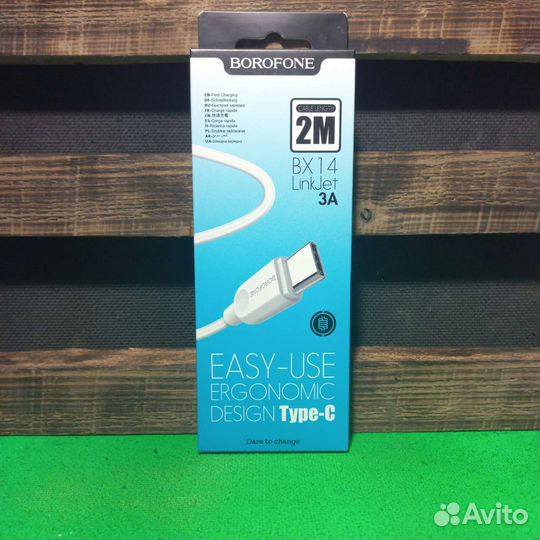 BOROFONE
EN-Fast Charging
DE-Schnellladung
RU-Быстрая зарядка
FR-Charge rapide
CN-快速充電
ES-Carga rápida
IT-Ricarica rapida
PL-Szybkie ładowanie
UA-Швидка зарядка
CABLE LENGTH
2M
BX14
LinkJet
3A
BOROFONE
EASY-USE
ERGONOMIC
DESIGN Type-C
Dare to change
Avito